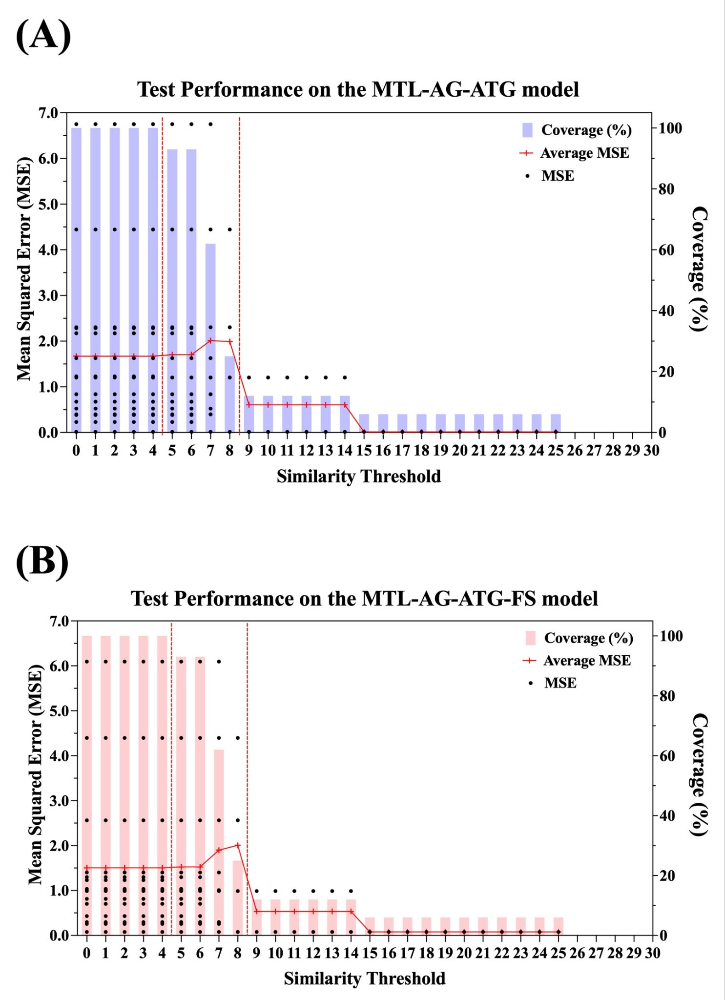 (A)
Test Performance on the MTL-AG-ATG model
7.0
6.0
5.0
4.0
3.0
2.0
1.0
0.0
Mean Squared Error (MSE)
Coverage (%)
Average MSE
MSE
100
80
60
40
20
0
Coverage (%)
0 1 2 3 4 5 6 7 8 9 10 11 12 13 14 15 16 17 18 19 20 21 22 23 24 25 26 27 28 29 30
Similarity Threshold
(B)
Test Performance on the MTL-AG-ATG-FS model
7.0
6.0
5.0
4.0
3.0
2.0
1.0
0.0
Mean Squared Error (MSE)
Coverage (%)
Average MSE
MSE
100
80
60
40
20
0
Coverage (%)
0 1 2 3 4 5 6 7 8 9 10 11 12 13 14 15 16 17 18 19 20 21 22 23 24 25 26 27 28 29 30
Similarity Threshold